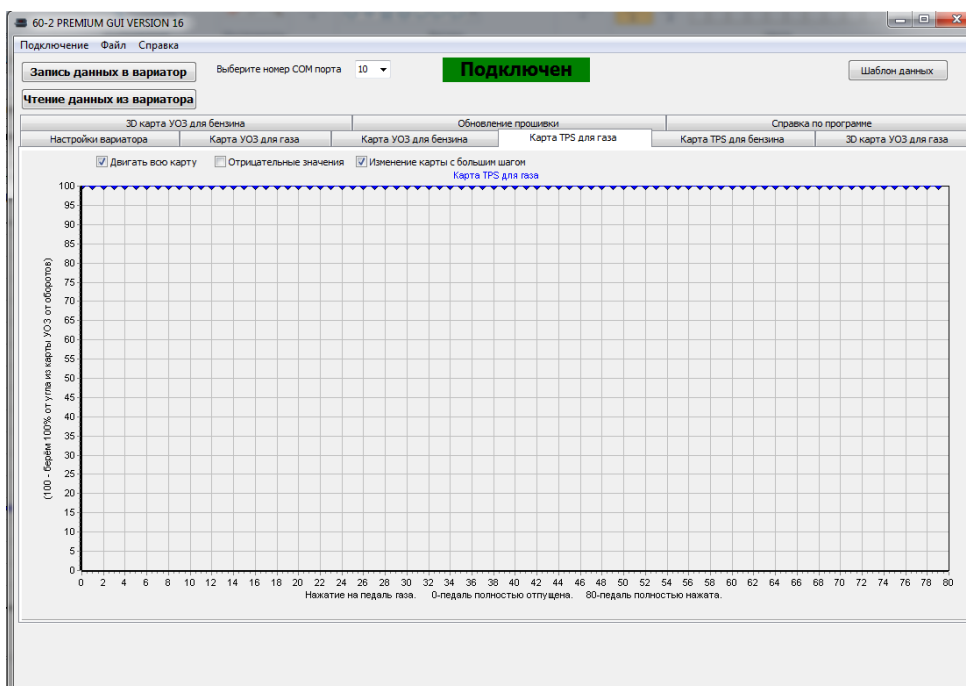 60-2 PREMIUM GUI VERSION 16
Подключение Файл Справка
Запись данных в вариатор Выберите номер COM порта 10 Подключен Шаблон данных
Чтение данных из вариатора
3D карта УОЗ для бензина Обновление прошивки Справка по программе
Настройки вариатора Карта УОЗ для газа Карта УОЗ для бензина Карта TPS для газа Карта TPS для бензина 3D карта УОЗ для газа
Двигать всю карту Отрицательные значения Изменение карты с большим шагом
Карта TPS для газа
100
95
90
85
80
75
70
65
60
55
50
45
40
35
30
25
20
15
10
5
0
(100 - берём 100% от угла из карты УОЗ от оборотов)
0 2 4 6 8 10 12 14 16 18 20 22 24 26 28 30 32 34 36 38 40 42 44 46 48 50 52 54 56 58 60 62 64 66 68 70 72 74 76 78 80
Нажатие на педаль газа. 0-педаль полностью отпущена. 80-педаль полностью нажата.